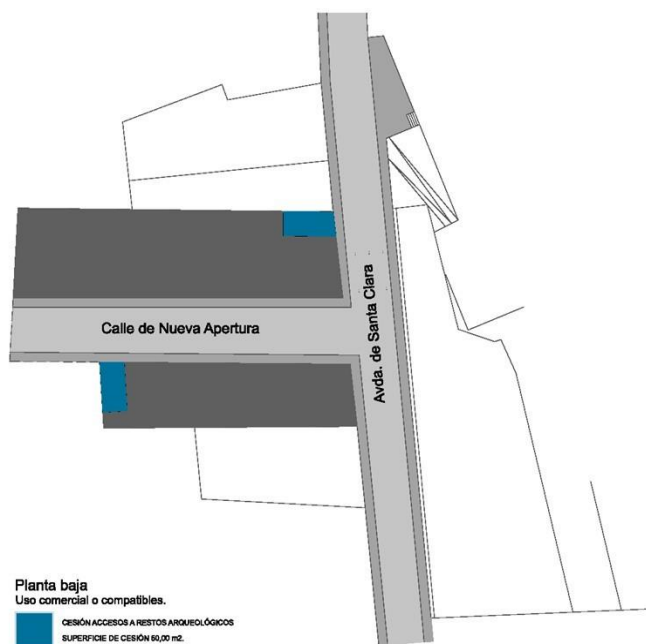 Calle de Nueva Apertura
Avda. de Santa Clara
Planta baja
Uso comercial o compatibles.
CESIÓN ACCESOS A RESTOS ARQUEOLÓGICOS
SUPERFICIE DE CESIÓN 60,00 m2.